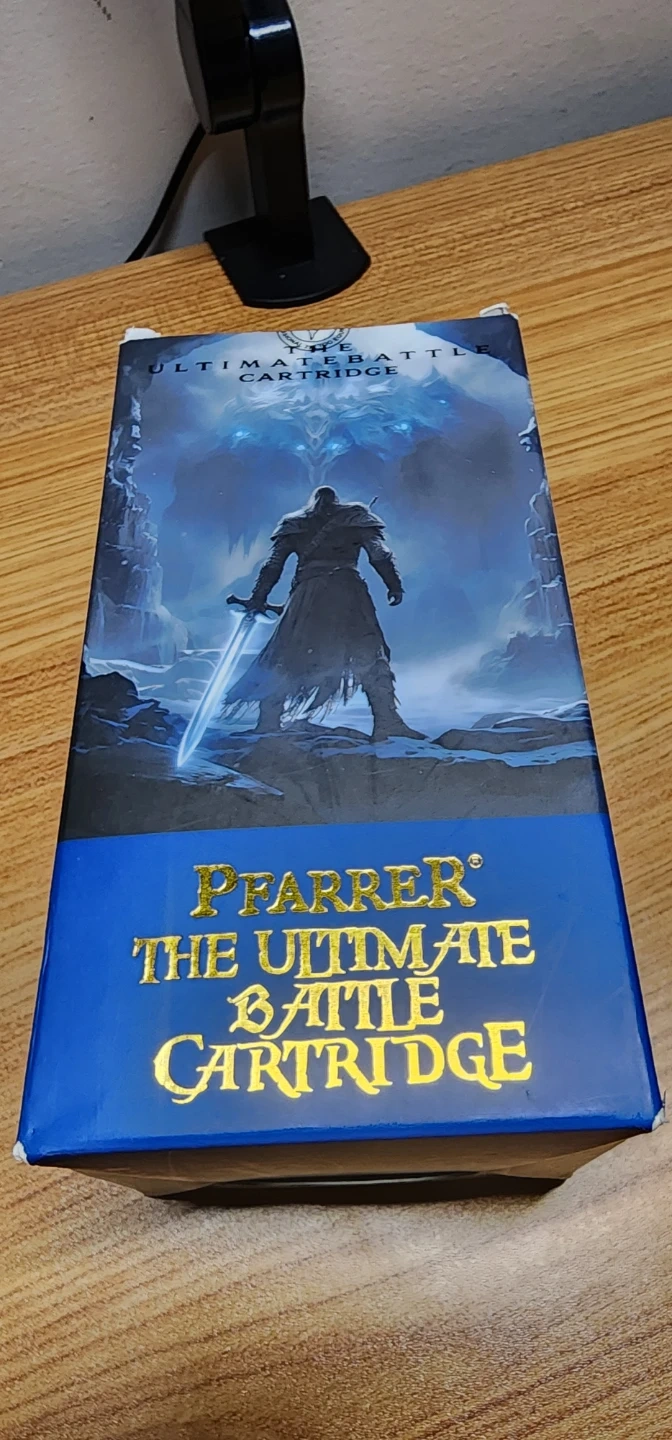 THE
ULTIMATEBATTLE
CARTRIDGE
PFARRER®
THE ULTIMATE
BATTLE
CARTRIDGE